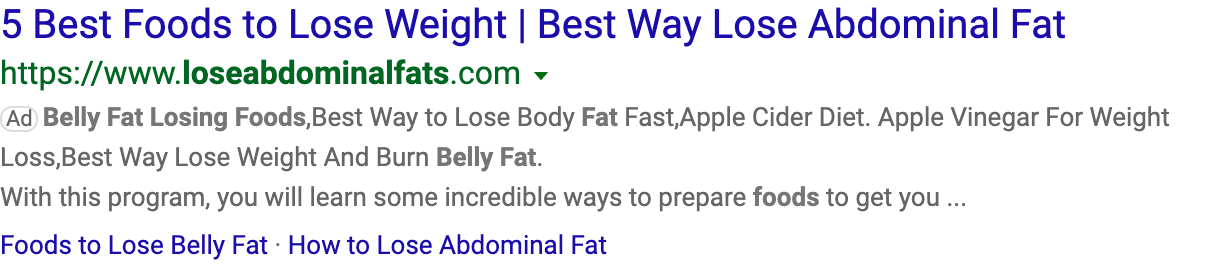 5 Best Foods to Lose Weight | Best Way Lose Abdominal Fat
https://www.loseabdominalfats.com
Ad Belly Fat Losing Foods,Best Way to Lose Body Fat Fast,Apple Cider Diet. Apple Vinegar For Weight
Loss,Best Way Lose Weight And Burn Belly Fat.
With this program, you will learn some incredible ways to prepare foods to get you ...
Foods to Lose Belly Fat · How to Lose Abdominal Fat